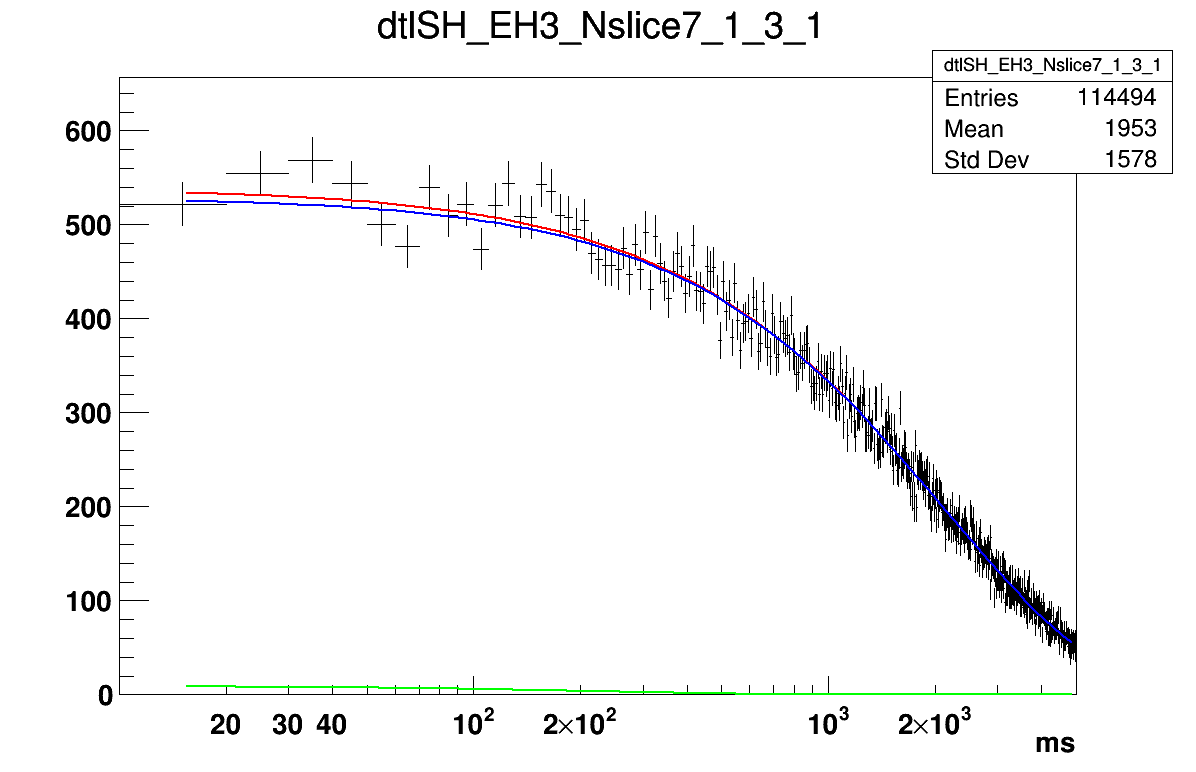 dtlSH_EH3_Nslice7_1_3_1
dtlSH_EH3_Nslice7_1_3_1
Entries 114494
Mean 1953
Std Dev 1578
600
500
400
300
200
100
0
20 30 40 10² 2×10² 10³ 2×10³
ms